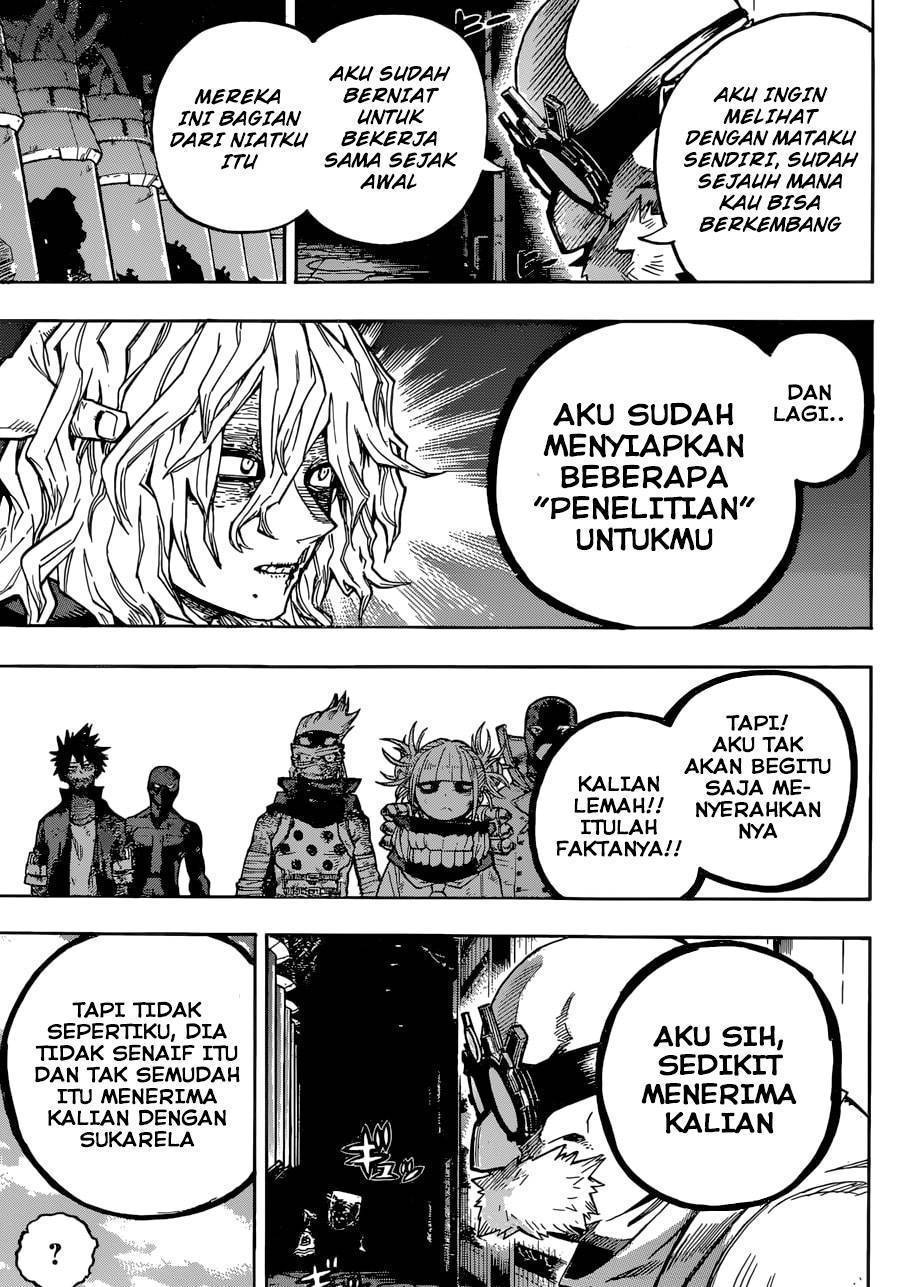 AKU INGIN
MELIHAT
DENGAN MATAKU
SENDIRI, SUDAH
SEJAUH MANA
KAU BISA
BERKEMBANG
AKU SUDAH
BERNIAT
UNTUK
BEKERJA
SAMA SEJAK
AWAL
MEREKA
INI BAGIAN
DARI NIATKU
ITU
DAN
LAGI..
AKU SUDAH
MENYIAPKAN
BEBERAPA
"PENELITIAN"
UNTUKMU
TAPI!
AKU TAK
AKAN BEGITU
SAJA ME-
NYERAHKAN
NYA
KALIAN
LEMAH!!
ITULAH
FAKTANYA!!
AKU SIH,
SEDIKIT
MENERIMA
KALIAN
ギュッ
TAPI TIDAK
SEPERTIKU, DIA
TIDAK SENAIF ITU
DAN TAK SEMUDAH
ITU MENERIMA
KALIAN DENGAN
SUKARELA
?